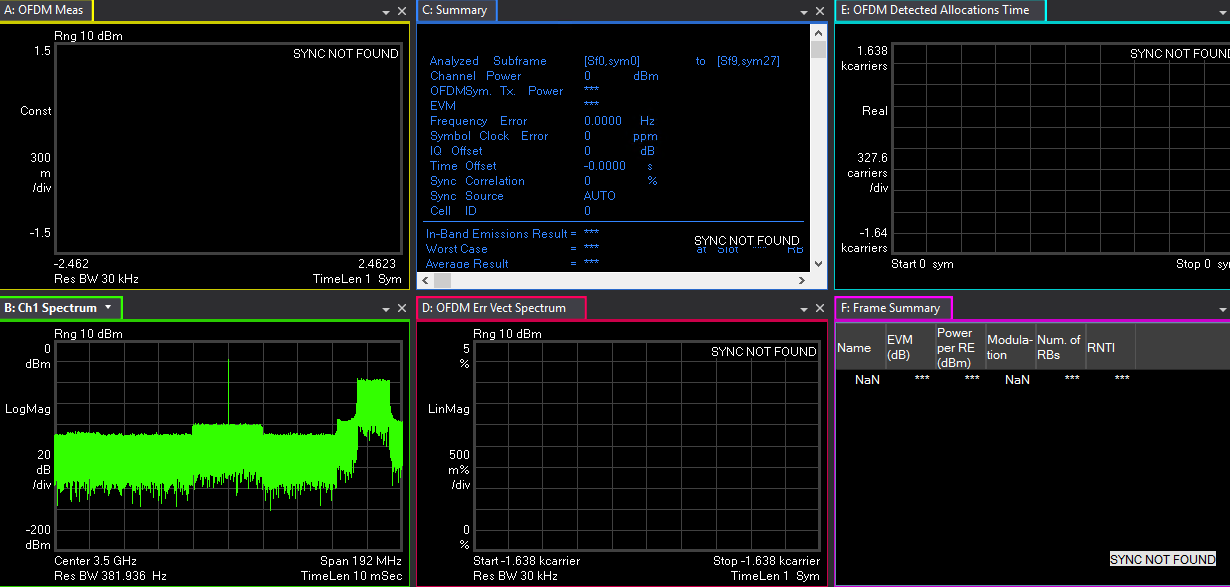 A: OFDM Meas
Rng 10 dBm
1.5
SYNC NOT FOUND
Const
300
m
/div
-1.5
-2.462
2.4623
Res BW 30 kHz
TimeLen 1 Sym
C: Summary
Analyzed Subframe [Sf0,sym0] to [Sf9,sym27]
Channel Power 0 dBm
OFDMSym. Tx. Power ***
EVM ***
Frequency Error 0.0000 Hz
Symbol Clock Error 0 ppm
IQ Offset 0 dB
Time Offset -0.0000 s
Sync Correlation 0 %
Sync Source AUTO
Cell ID 0
In-Band Emissions Result = ***
SYNC NOT FOUND
Worst Case = *** at Slot RB
Average Result = ***
E: OFDM Detected Allocations Time
1.638
kcarriers
SYNC NOT FOUN
Real
327.6
carriers
/div
-1.64
kcarriers
Start 0 sym
Stop 0 sy
B: Ch1 Spectrum
Rng 10 dBm
0
dBm
LogMag
20
dB
/div
-200
dBm
Center 3.5 GHz
Span 192 MHz
Res BW 381.936 Hz
TimeLen 10 mSec
D: OFDM Err Vect Spectrum
Rng 10 dBm
5
%
SYNC NOT FOUND
LinMag
500
m%
/div
0
%
Start -1.638 kcarrier
Stop -1.638 kcarrier
Res BW 30 kHz
TimeLen 1 Sym
F: Frame Summary
Name
EVM
(dB)
Power
per RE
(dBm)
Modula-
tion
Num. of
RBs
RNTI
NaN *** *** NaN *** ***
SYNC NOT FOUND